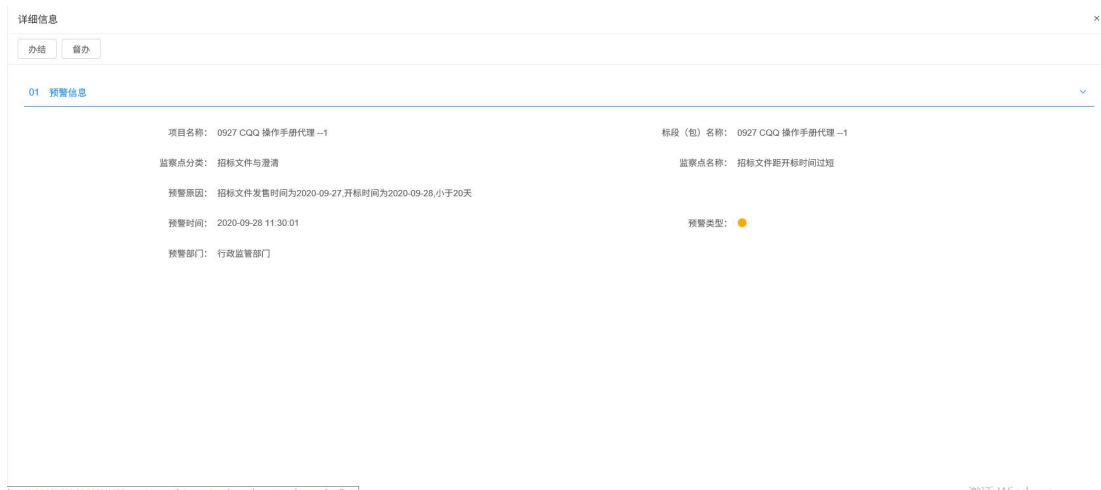 详细信息 ×
办结 督办
01 预警信息
项目名称： 0927 CQQ 操作手册代理 --1 标段（包）名称： 0927 CQQ 操作手册代理 --1
监察点分类： 招标文件与澄清 监察点名称： 招标文件距开标时间过短
预警原因： 招标文件发售时间为2020-09-27,开标时间为2020-09-28,小于20天
预警时间： 2020-09-28 11:30:01 预警类型：
预警部门： 行政监管部门